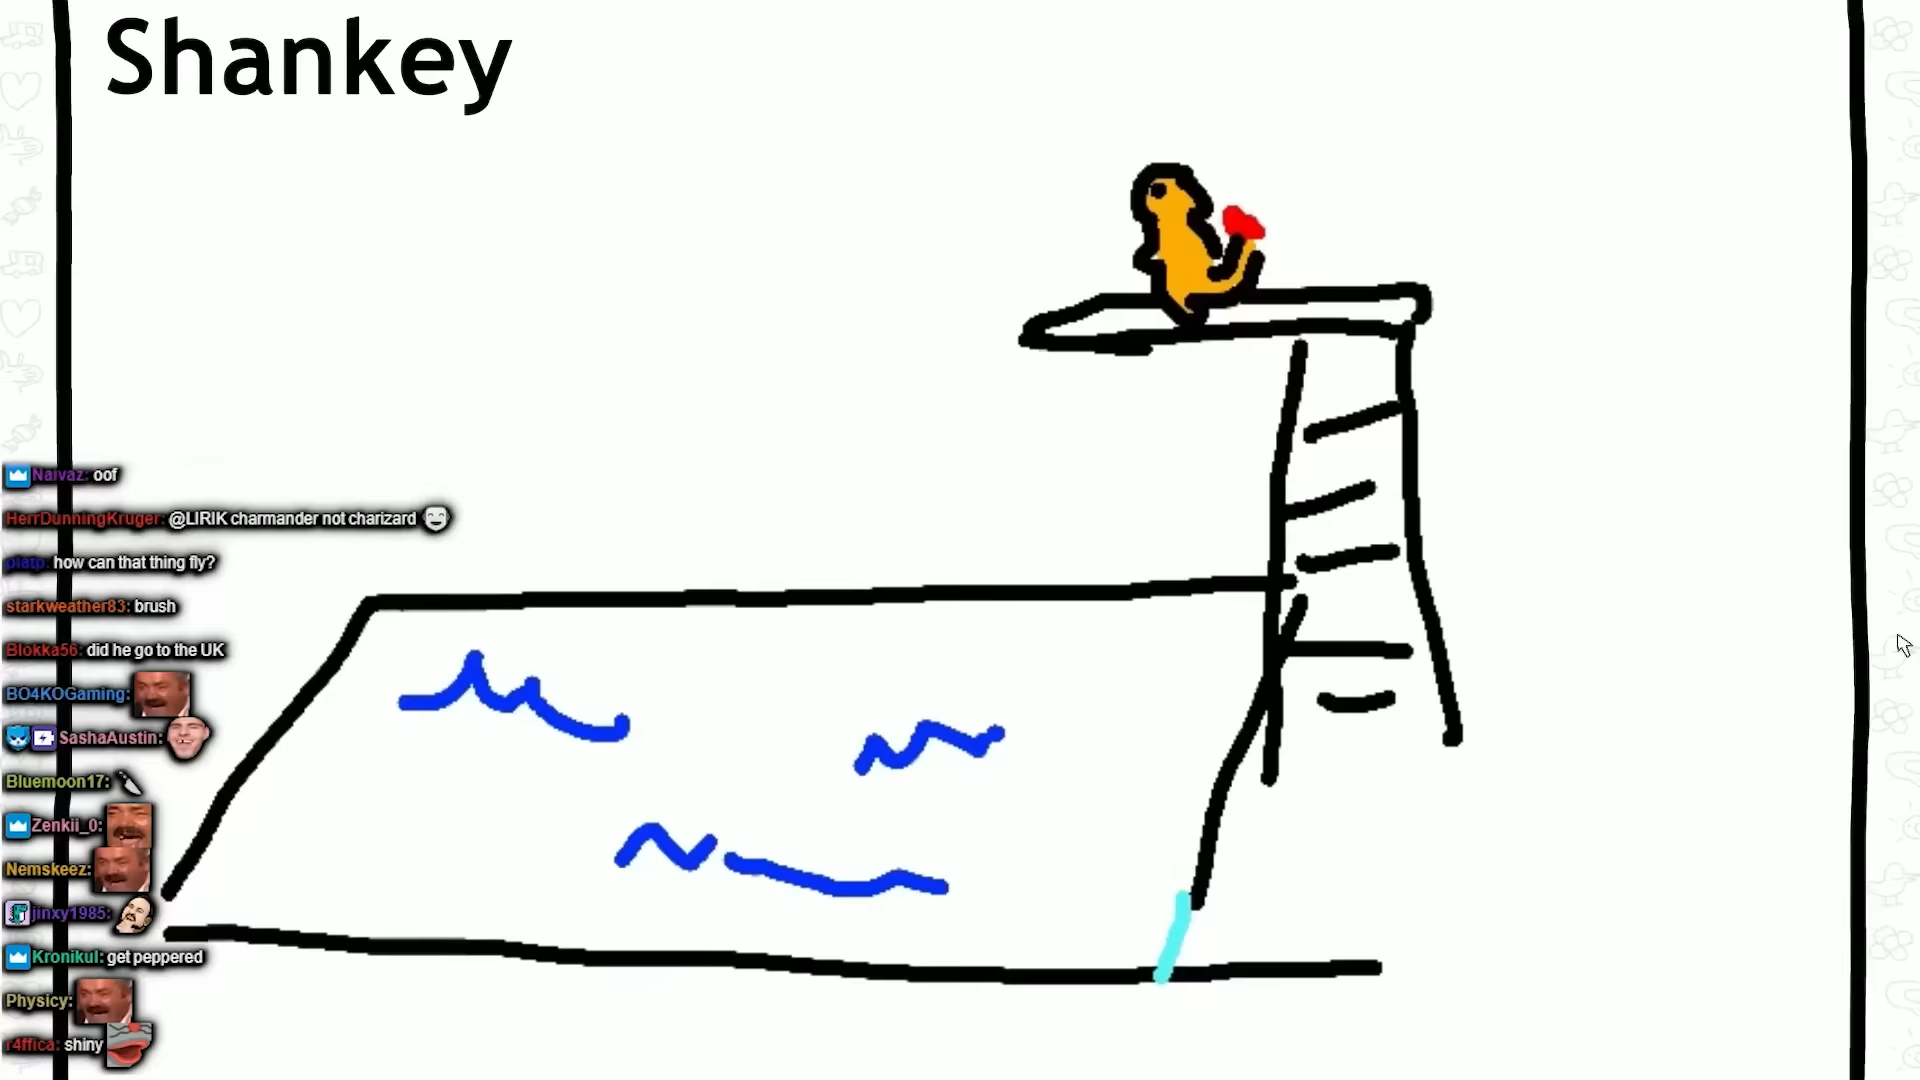 Shankey
Naivaz: oof
HerrDunningKruger: @LIRIK charmander not charizard
piatp: how can that thing fly?
starkweather83: brush
Blokka56: did he go to the UK
BO4KOGaming:
SashaAustin:
Bluemoon17:
Zenkii_0:
Nemskeez:
jinxy1985:
Kronikul: get peppered
Physicy:
r4ffica: shiny